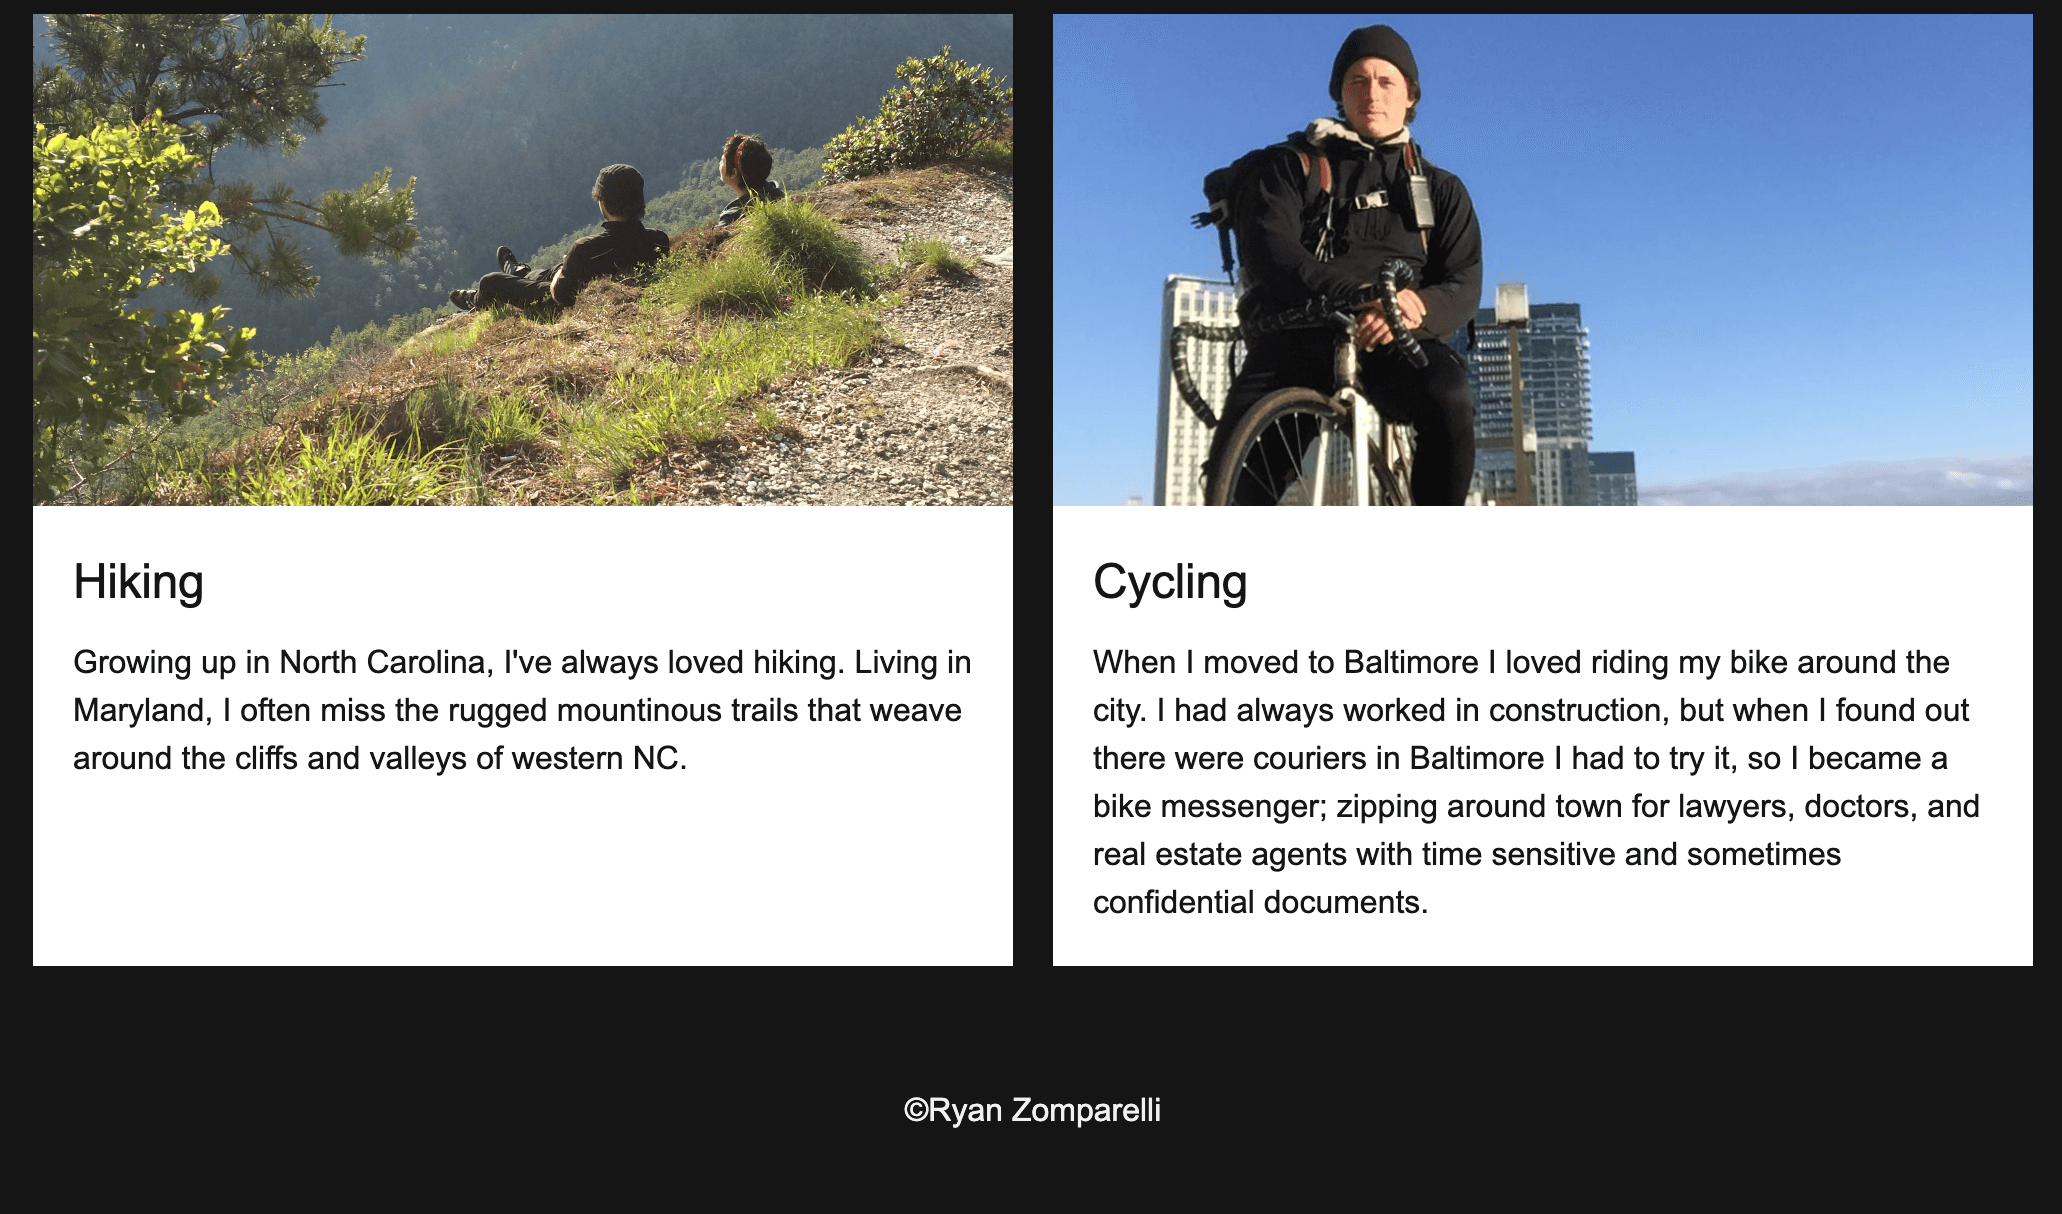 Hiking
Growing up in North Carolina, I've always loved hiking. Living in
Maryland, I often miss the rugged mountinous trails that weave
around the cliffs and valleys of western NC.
Cycling
When I moved to Baltimore I loved riding my bike around the
city. I had always worked in construction, but when I found out
there were couriers in Baltimore I had to try it, so I became a
bike messenger; zipping around town for lawyers, doctors, and
real estate agents with time sensitive and sometimes
confidential documents.
©Ryan Zomparelli